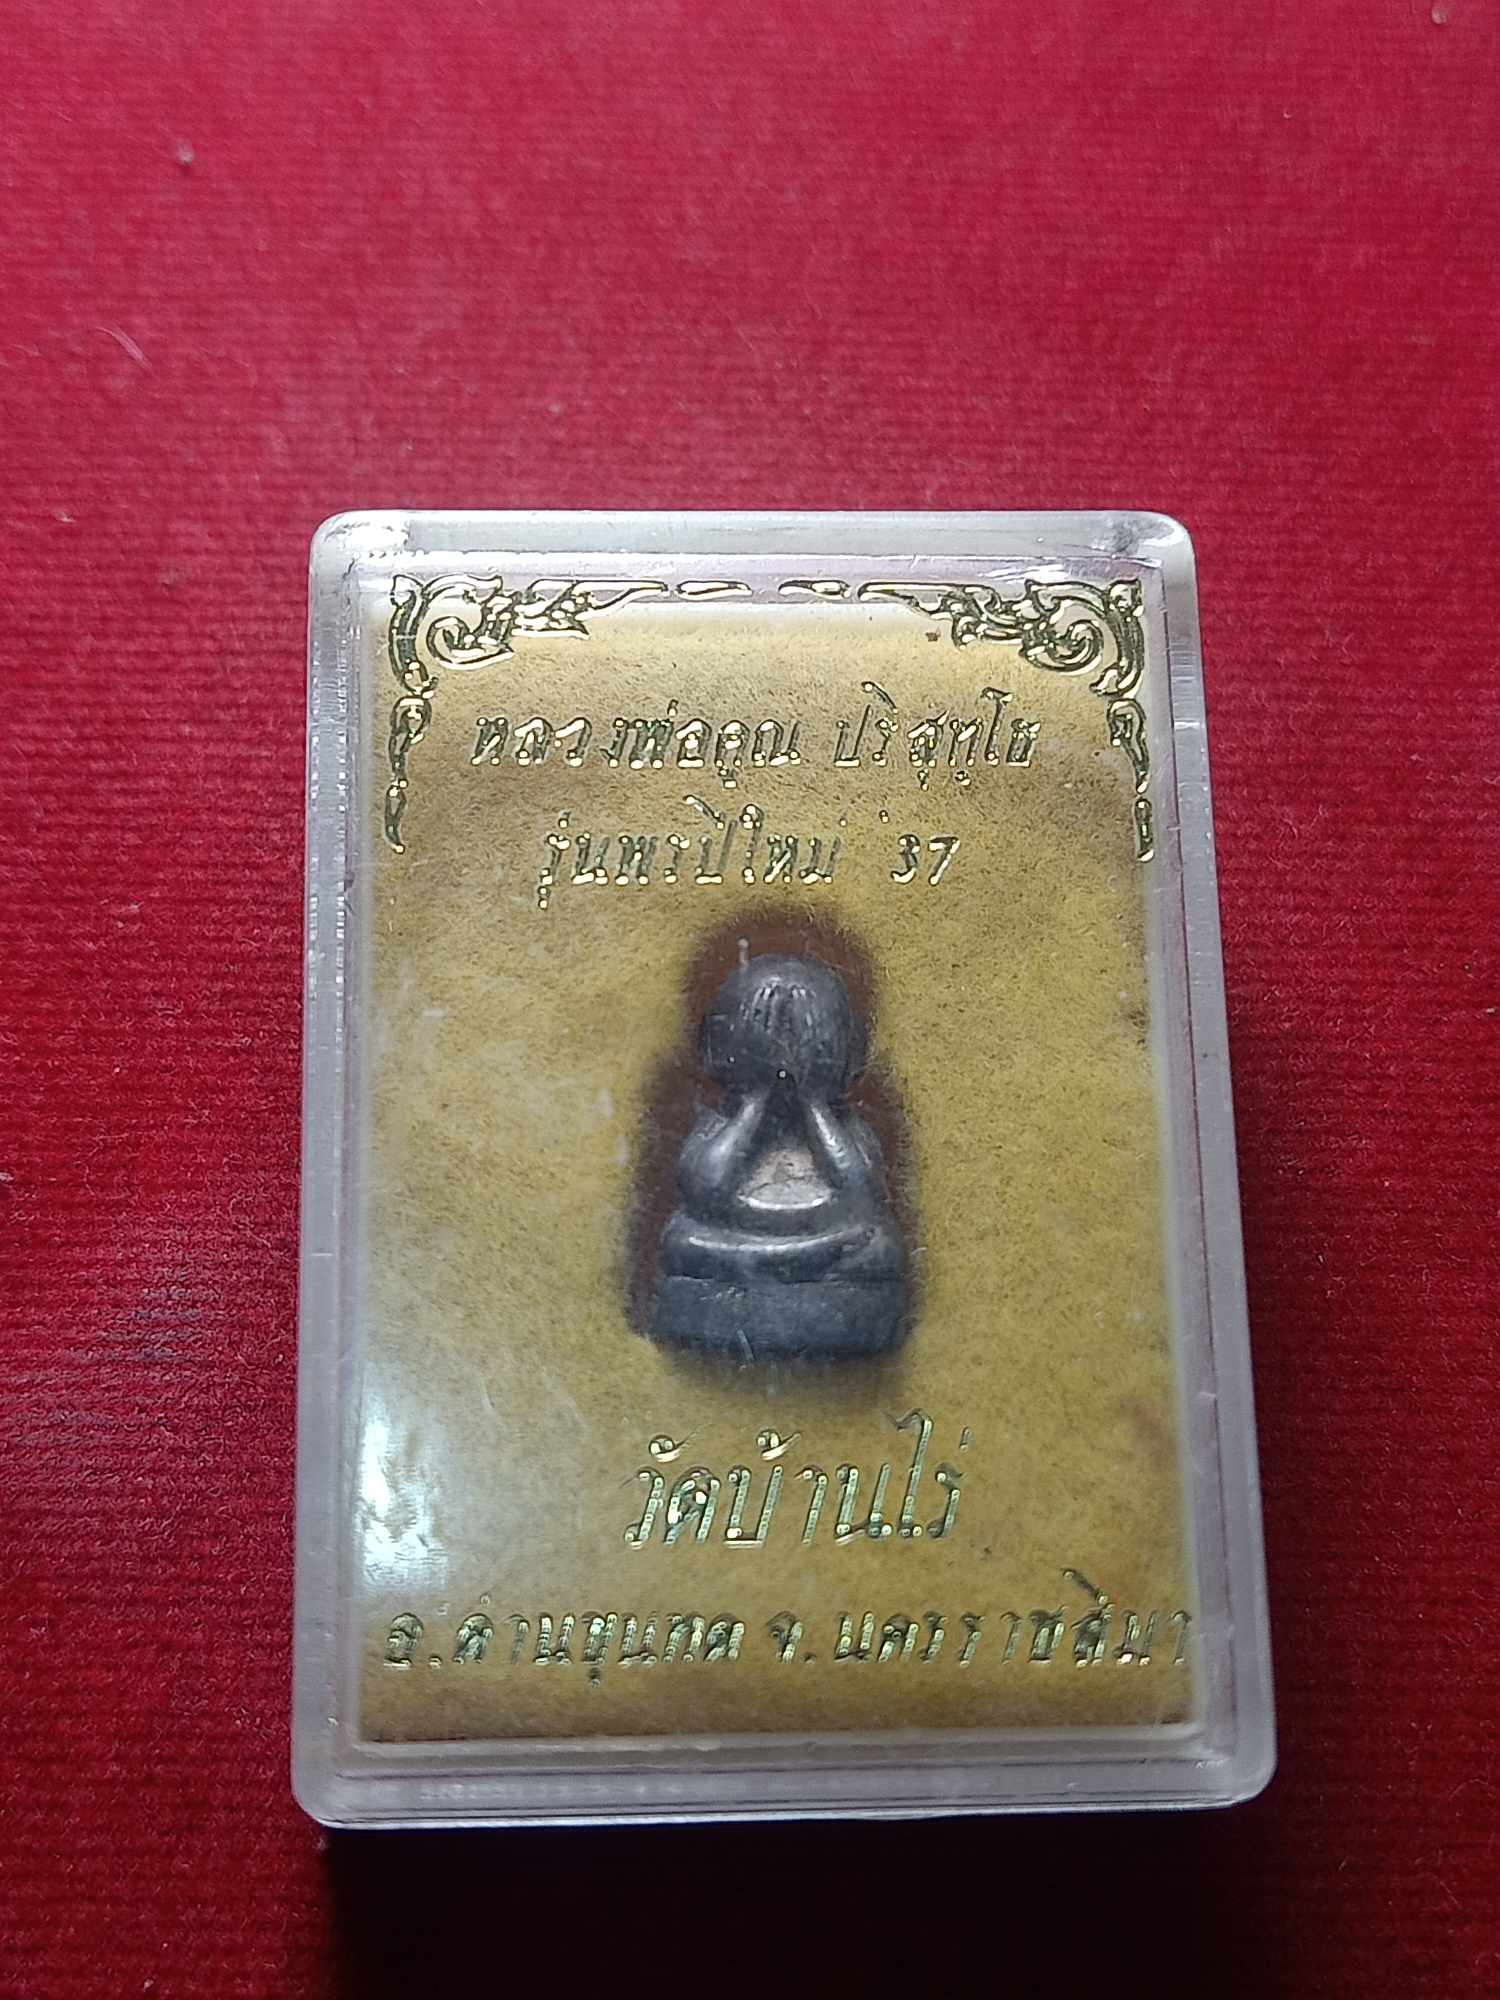 หลวงพ่อคูณ ปริสุทฺโธ
รุ่นพรปีใหม่ '37
วัดบ้านไร่
อ.ด่านขุนทด จ.นครราชสีมา